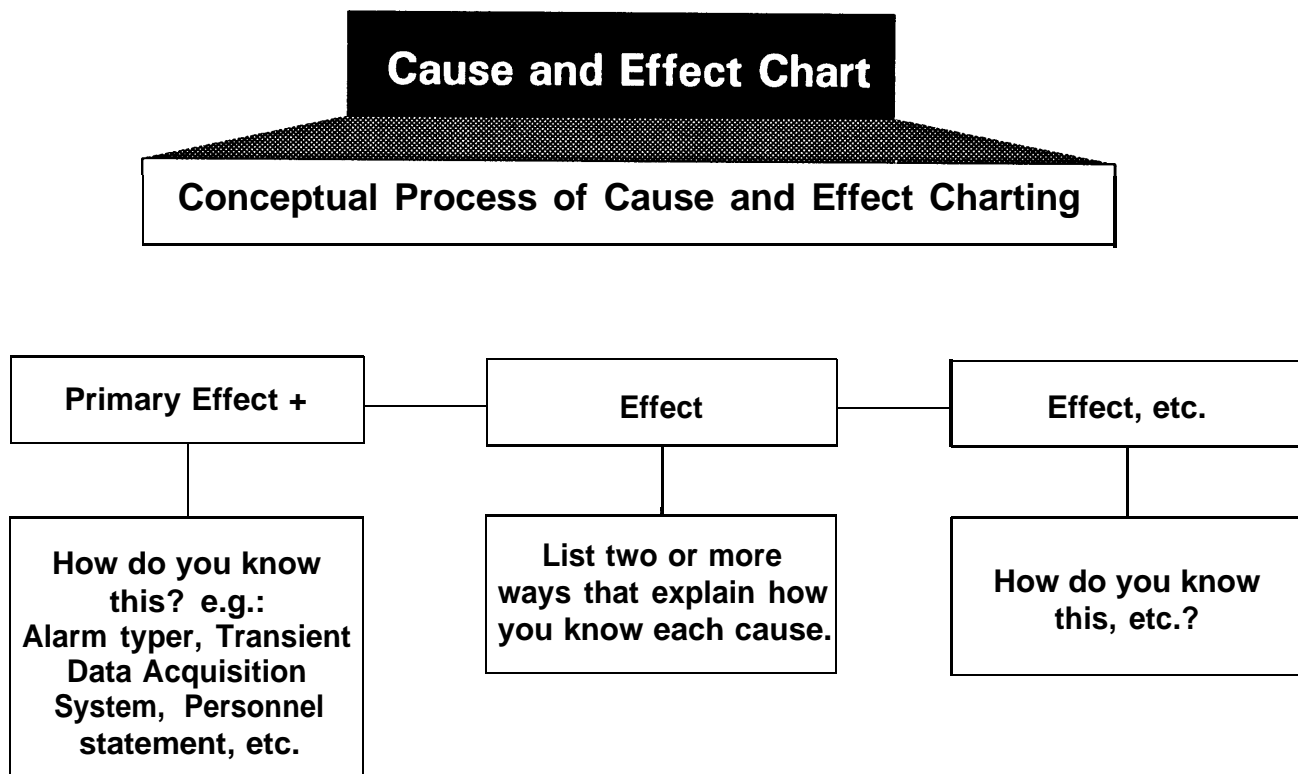 Cause and Effect Chart
Conceptual Process of Cause and Effect Charting
Primary Effect +
Effect
Effect, etc.
How do you know
this? e.g.:
Alarm typer, Transient
Data Acquisition
System, Personnel
statement, etc.
List two or more
ways that explain how
you know each cause.
How do you know
this, etc.?